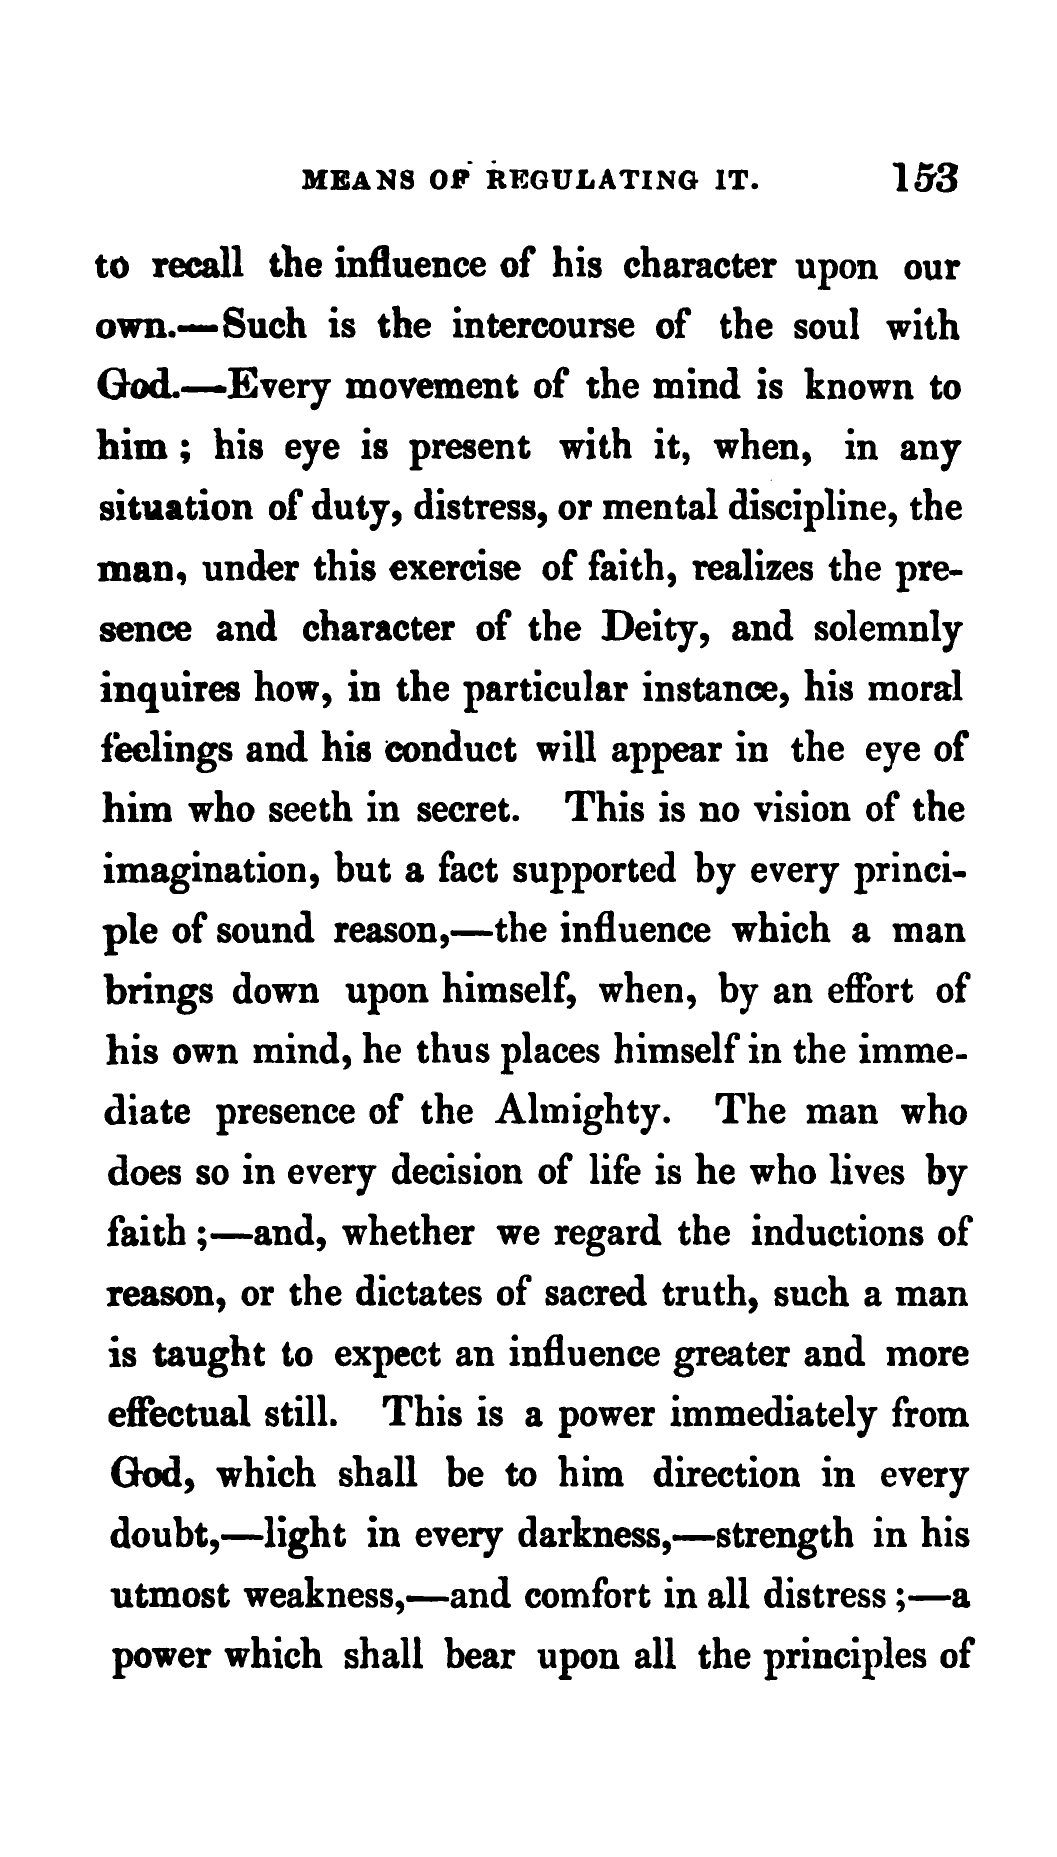 MEANS OF REGULATING IT. 153
to recall the influence of his character upon our
own.—Such is the intercourse of the soul with
God.—Every movement of the mind is known to
him ; his eye is present with it, when, in any
situation of duty, distress, or mental discipline, the
man, under this exercise of faith, realizes the pre-
sence and character of the Deity, and solemnly
inquires how, in the particular instance, his moral
feelings and his conduct will appear in the eye of
him who seeth in secret. This is no vision of the
imagination, but a fact supported by every princi-
ple of sound reason,—the influence which a man
brings down upon himself, when, by an effort of
his own mind, he thus places himself in the imme-
diate presence of the Almighty. The man who
does so in every decision of life is he who lives by
faith ;—and, whether we regard the inductions of
reason, or the dictates of sacred truth, such a man
is taught to expect an influence greater and more
effectual still. This is a power immediately from
God, which shall be to him direction in every
doubt,—light in every darkness,—strength in his
utmost weakness,—and comfort in all distress ;—a
power which shall bear upon all the principles of